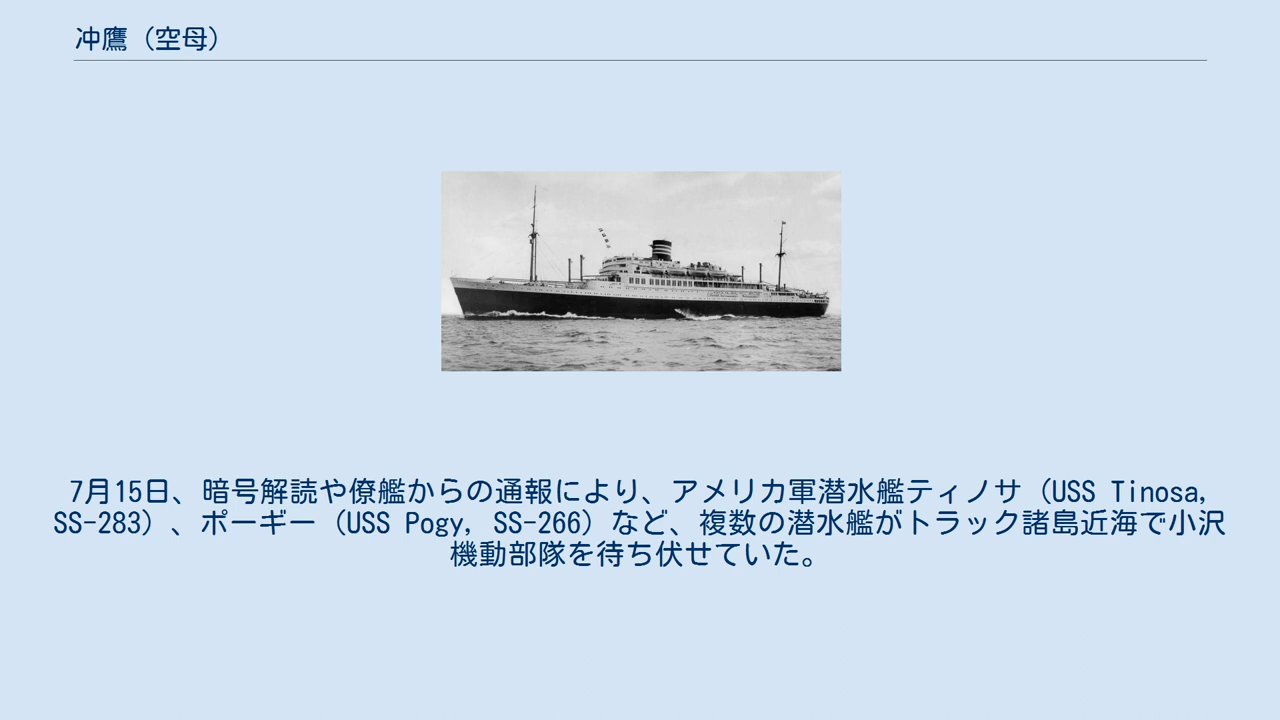 冲鷹（空母）
7月15日、暗号解読や僚艦からの通報により、アメリカ軍潜水艦ティノサ（USS Tinosa,
SS-283）、ポーギー（USS Pogy, SS-266）など、複数の潜水艦がトラック諸島近海で小沢
機動部隊を待ち伏せていた。